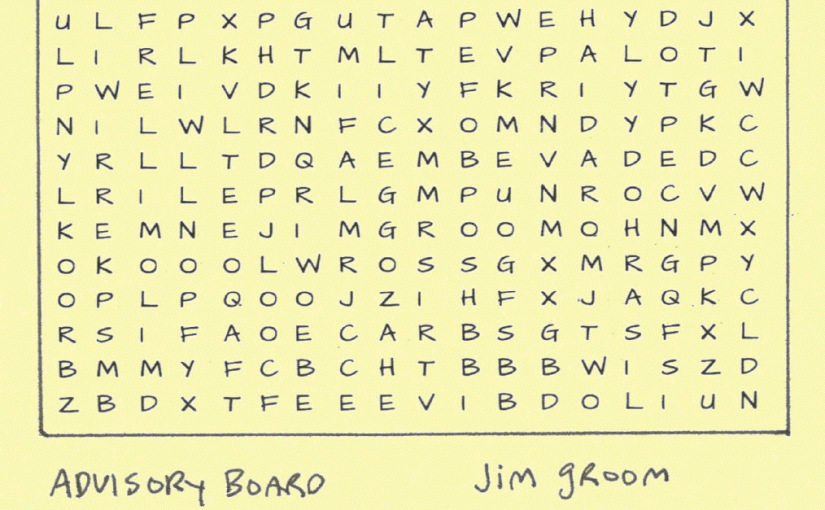 U L F P X P G U T A P W E H Y D J X
L I R L K H T M L T E V P A L O T I
P W E I V D K I I Y F K R I Y T G W
N I L W L R N F C X O M N D Y P K C
Y R L L T D Q A E M B E V A D E D C
L R I L E P R L G M P U N R O C V W
K E M N E J I M G R O O M O H N M X
O K O O O L W R O S S G X M R G P Y
O P L P Q O O J Z I H F X J A Q K C
R S I F A O E C A R B S G T S F X L
B M M Y F C B C H T B B B W I S Z D
Z B D X T F E E E V I B D O L I U N
ADVISORY BOARD JIM GROOM